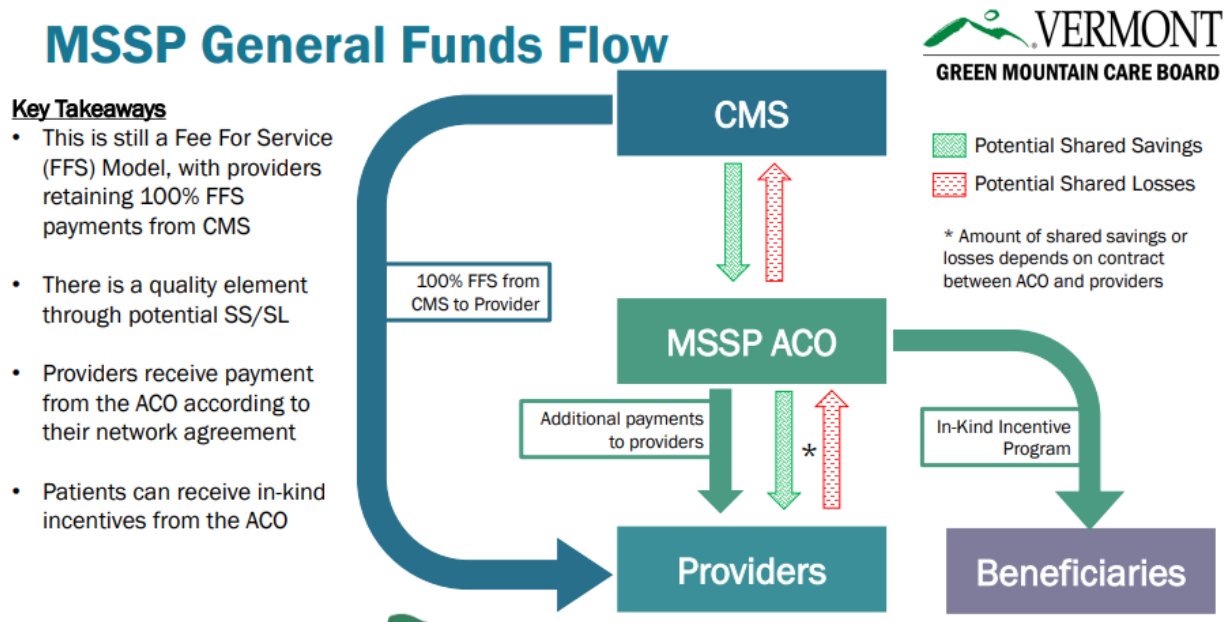 MSSP General Funds Flow
VERMONT
GREEN MOUNTAIN CARE BOARD
Key Takeaways
• This is still a Fee For Service
(FFS) Model, with providers
retaining 100% FFS
payments from CMS
• There is a quality element
through potential SS/SL
• Providers receive payment
from the ACO according to
their network agreement
• Patients can receive in-kind
incentives from the ACO
CMS
Potential Shared Savings
Potential Shared Losses
* Amount of shared savings or
losses depends on contract
between ACO and providers
100% FFS from
CMS to Provider
MSSP ACO
Additional payments
to providers
*
In-Kind Incentive
Program
Providers
Beneficiaries